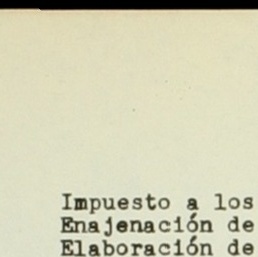 Impuesto a los
Enajenación de
Elaboración de